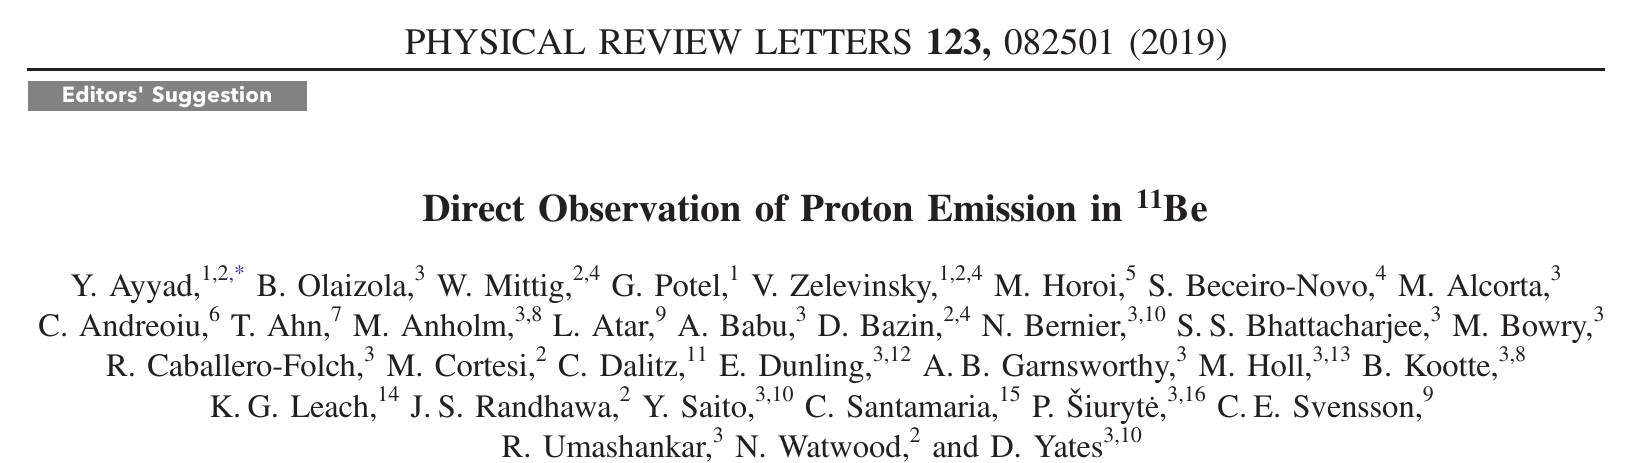 PHYSICAL REVIEW LETTERS 123, 082501 (2019)
Editors' Suggestion
Direct Observation of Proton Emission in ¹¹Be
Y. Ayyad,¹,²,* B. Olaizola,³ W. Mittig,²,⁴ G. Potel,¹ V. Zelevinsky,¹,²,⁴ M. Horoi,⁵ S. Beceiro-Novo,⁴ M. Alcorta,³
C. Andreoiu,⁶ T. Ahn,⁷ M. Anholm,³,⁸ L. Atar,⁹ A. Babu,³ D. Bazin,²,⁴ N. Bernier,³,¹⁰ S. S. Bhattacharjee,³ M. Bowry,³
R. Caballero-Folch,³ M. Cortesi,² C. Dalitz,¹¹ E. Dunling,³,¹² A. B. Garnsworthy,³ M. Holl,³,¹³ B. Kootte,³,⁸
K. G. Leach,¹⁴ J. S. Randhawa,² Y. Saito,³,¹⁰ C. Santamaria,¹⁵ P. Šiurytė,³,¹⁶ C. E. Svensson,⁹
R. Umashankar,³ N. Watwood,² and D. Yates³,¹⁰